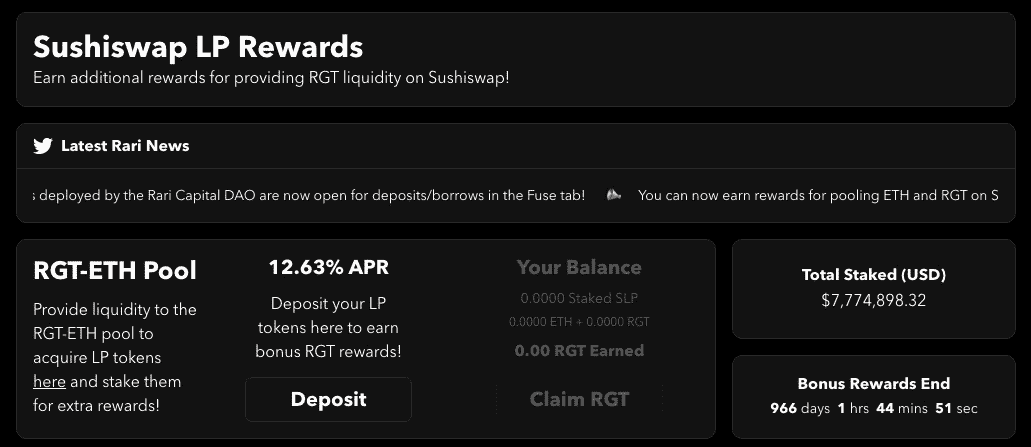 Sushiswap LP Rewards
Earn additional rewards for providing RGT liquidity on Sushiswap!
Latest Rari News
s deployed by the Rari Capital DAO are now open for deposits/borrows in the Fuse tab!
You can now earn rewards for pooling ETH and RGT on S
RGT-ETH Pool
Provide liquidity to the
RGT-ETH pool to
acquire LP tokens
here and stake them
for extra rewards!
12.63% APR
Deposit your LP
tokens here to earn
bonus RGT rewards!
Deposit
Your Balance
0.0000 Staked SLP
0.0000 ETH + 0.0000 RGT
0.00 RGT Earned
Claim RGT
Total Staked (USD)
$7,774,898.32
Bonus Rewards End
966 days 1 hrs 44 mins 51 sec